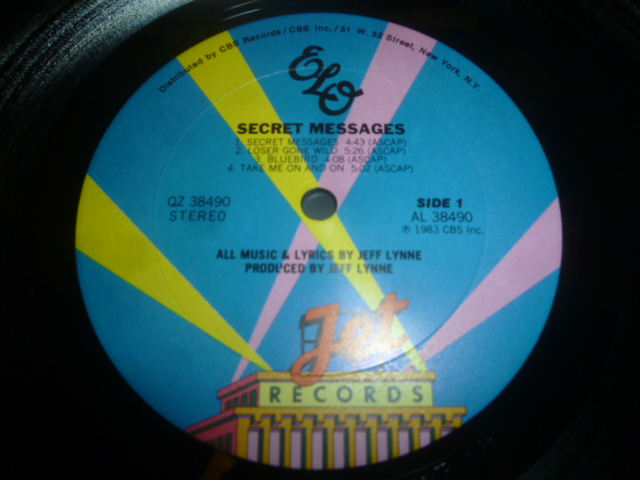 Distributed by CBS Records/CBS Inc./51 W. 52 Street, New York, N.Y.
ELO
SECRET MESSAGES
1. SECRET MESSAGES 4:43 (ASCAP)
2. LOSER GONE WILD 5:26 (ASCAP)
3. BLUEBIRD 4:08 (ASCAP)
4. TAKE ME ON AND ON 5:02 (ASCAP)
QZ 38490
STEREO
SIDE 1
AL 38490
℗ 1983 CBS Inc.
ALL MUSIC & LYRICS BY JEFF LYNNE
PRODUCED BY JEFF LYNNE
Jet
RECORDS